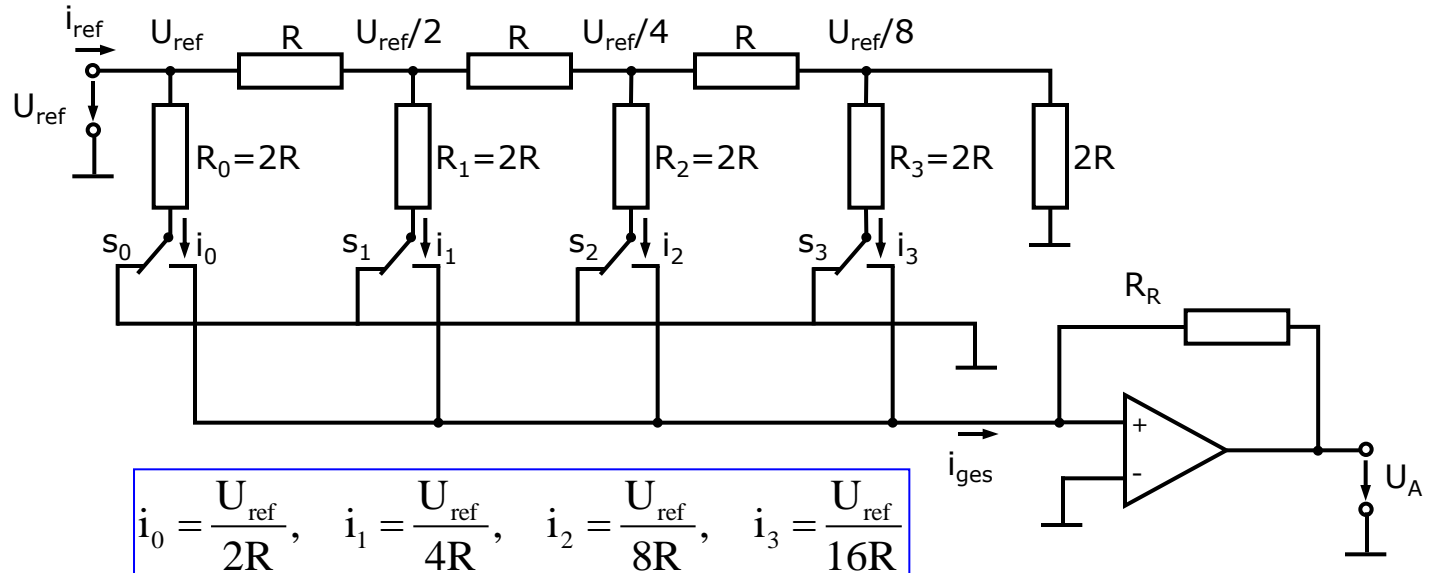 i_ref U_ref R U_ref/2 R U_ref/4 R U_ref/8
U_ref
R_0=2R R_1=2R R_2=2R R_3=2R 2R
s_0 i_0 s_1 i_1 s_2 i_2 s_3 i_3
R_R
+
i_ges - U_A
i_0 = U_ref/2R, i_1 = U_ref/4R, i_2 = U_ref/8R, i_3 = U_ref/16R